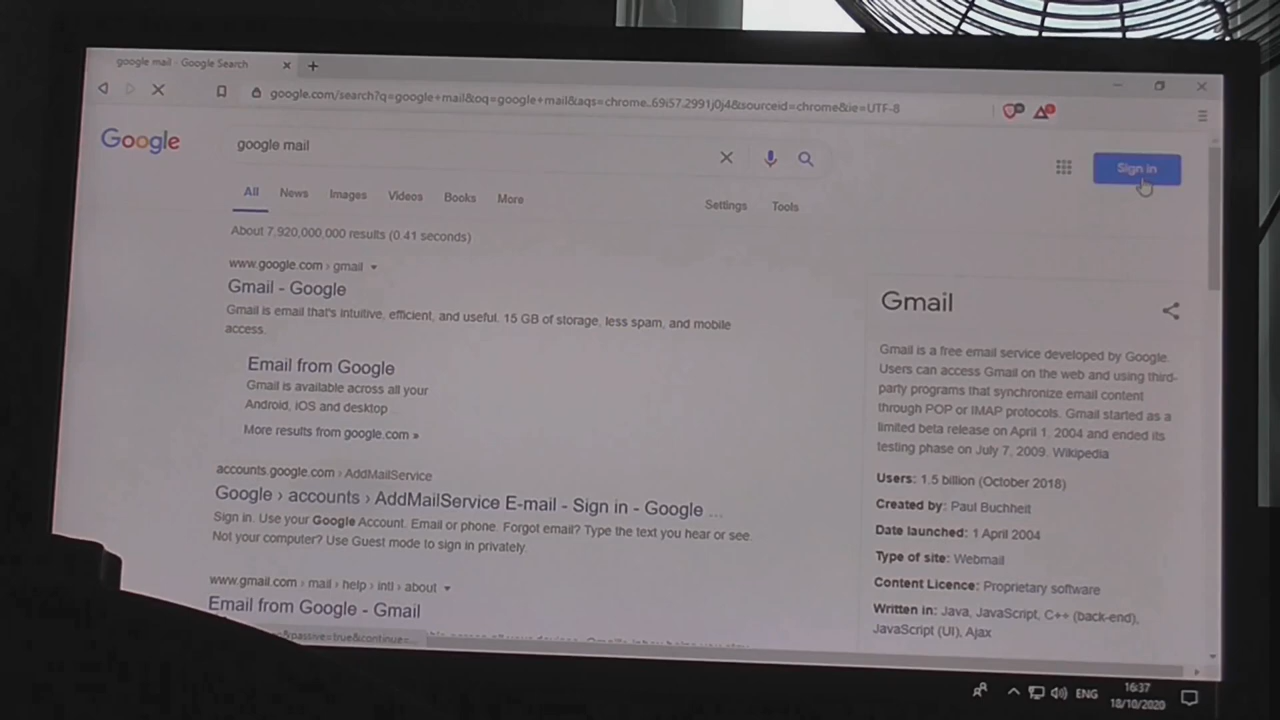 google mail - Google Search
google.com/search?q=google+mail&oq=google+mail&aqs=chrome..69i57.2991j0j4&sourceid=chrome&ie=UTF-8
Google
google mail
Sign in
All News Images Videos Books More
Settings Tools
About 7,920,000,000 results (0.41 seconds)
www.google.com › gmail
Gmail - Google
Gmail is email that's intuitive, efficient, and useful. 15 GB of storage, less spam, and mobile
access.
Email from Google
Gmail is available across all your
Android, iOS and desktop
More results from google.com »
accounts.google.com › AddMailService
Google › accounts › AddMailService E-mail - Sign in - Google ...
Sign in. Use your Google Account. Email or phone. Forgot email? Type the text you hear or see.
Not your computer? Use Guest mode to sign in privately.
www.gmail.com › mail › help › intl › about
Email from Google - Gmail
&passive=true&continue=...
Gmail
Gmail is a free email service developed by Google.
Users can access Gmail on the web and using third-
party programs that synchronize email content
through POP or IMAP protocols. Gmail started as a
limited beta release on April 1, 2004 and ended its
testing phase on July 7, 2009. Wikipedia
Users: 1.5 billion (October 2018)
Created by: Paul Buchheit
Date launched: 1 April 2004
Type of site: Webmail
Content Licence: Proprietary software
Written in: Java, JavaScript, C++ (back-end),
JavaScript (UI), Ajax
ENG
16:37
18/10/2020